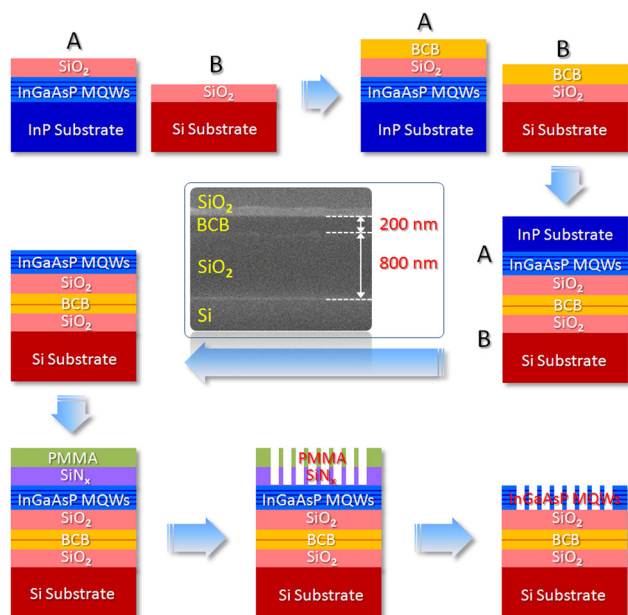 A
SiO₂
InGaAsP MQWs
InP Substrate
B
SiO₂
Si Substrate
A
BCB
SiO₂
InGaAsP MQWs
InP Substrate
B
BCB
SiO₂
Si Substrate
SiO₂
BCB
SiO₂
Si
200 nm
800 nm
A
B
InP Substrate
InGaAsP MQWs
SiO₂
BCB
SiO₂
Si Substrate
InGaAsP MQWs
SiO₂
BCB
SiO₂
Si Substrate
PMMA
SiNₓ
InGaAsP MQWs
SiO₂
BCB
SiO₂
Si Substrate
PMMA
SiNₓ
InGaAsP MQWs
SiO₂
BCB
SiO₂
Si Substrate
InGaAsP MQWs
SiO₂
BCB
SiO₂
Si Substrate